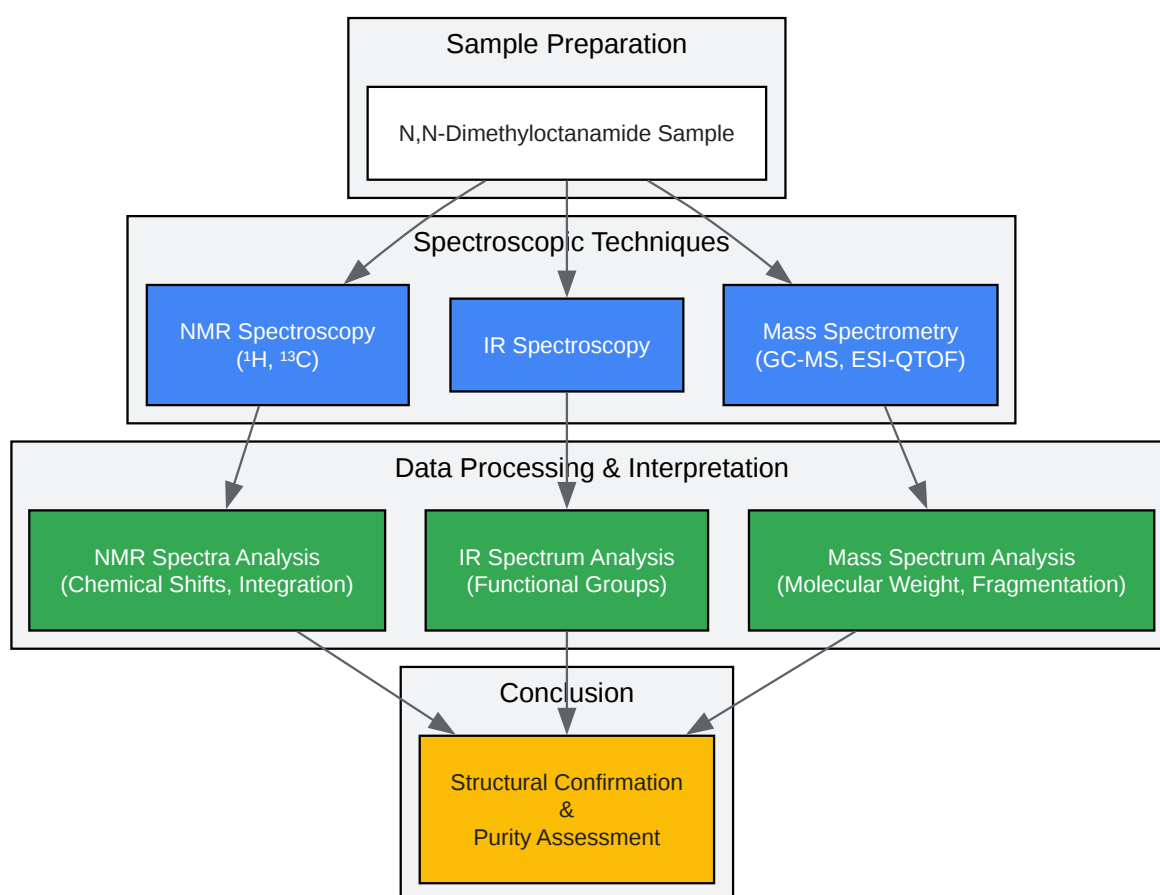 Sample Preparation
N,N-Dimethyloctanamide Sample
Spectroscopic Techniques
NMR Spectroscopy
(¹H, ¹³C)
IR Spectroscopy
Mass Spectrometry
(GC-MS, ESI-QTOF)
Data Processing & Interpretation
NMR Spectra Analysis
(Chemical Shifts, Integration)
IR Spectrum Analysis
(Functional Groups)
Mass Spectrum Analysis
(Molecular Weight, Fragmentation)
Conclusion
Structural Confirmation
&
Purity Assessment